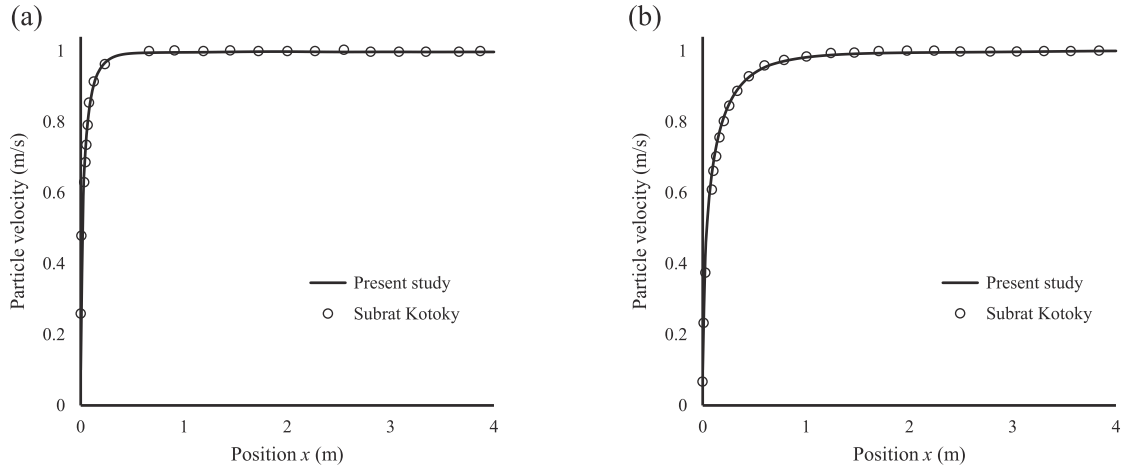 (a)
1
0.8
0.6
0.4
0.2
0
Particle velocity (m/s)
Present study
Subrat Kotoky
0 1 2 3 4
Position x (m)
(b)
1
0.8
0.6
0.4
0.2
0
Particle velocity (m/s)
Present study
Subrat Kotoky
0 1 2 3 4
Position x (m)